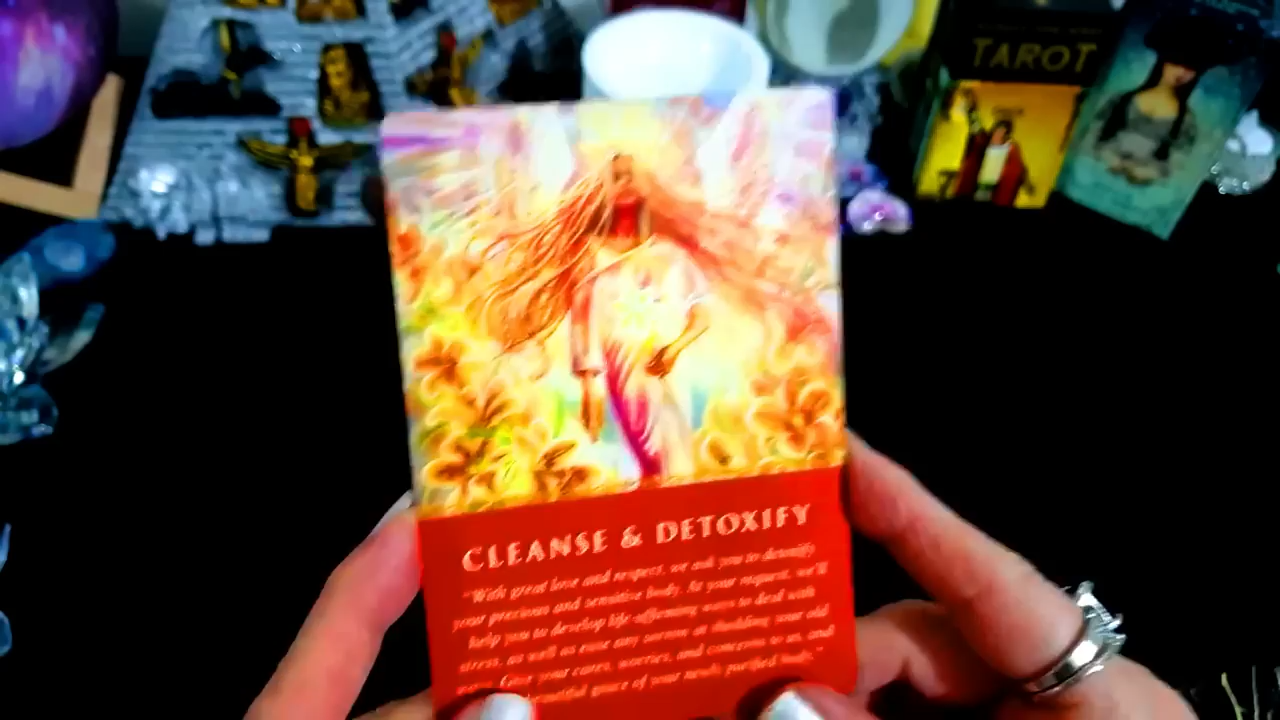 TAROT
CLEANSE & DETOXIFY
"With great love and respect, we ask you to detoxify
your precious and sensitive body. At your request, we'll
help you to develop life-affirming ways to deal with
stress, as well as ease any sorrow at shedding your old
Give your cares, worries, and concerns to us, and
beautiful grace of your newly purified body."